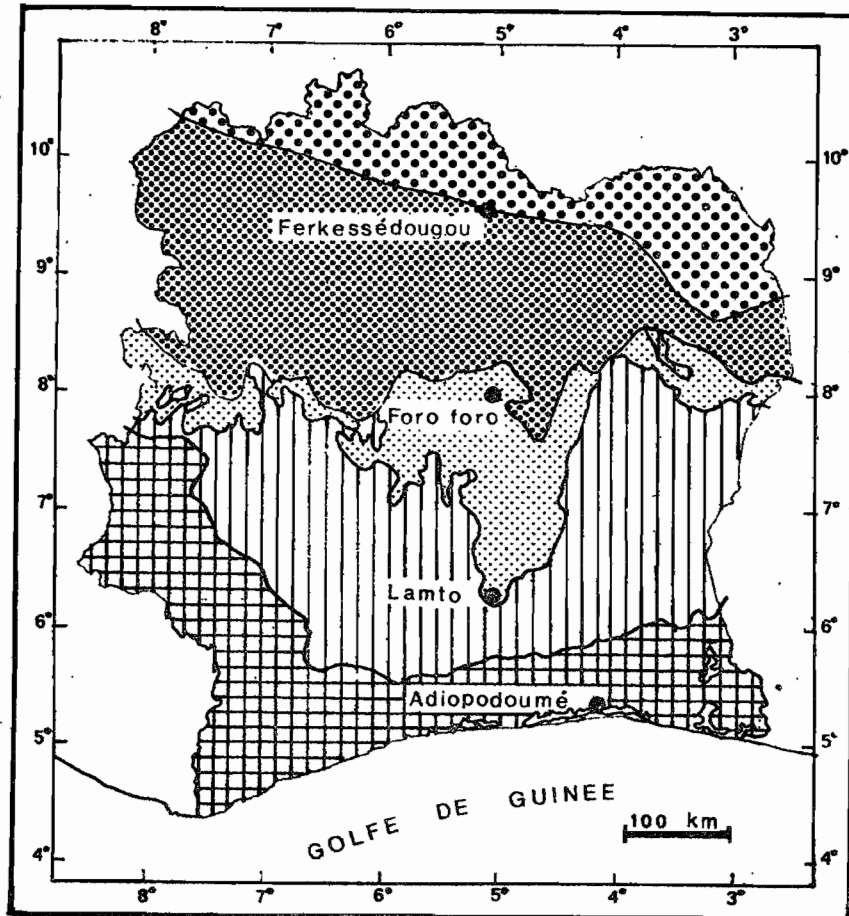 8° 7° 6° 5° 4° 3°
10° 10°
Ferkessédougou
9° 9°
8° 8°
Foro foro
7° 7°
Lamto
6° 6°
Adiopodoumé
5° 5°
GOLFE DE GUINEE
100 km
4° 4°
8° 7° 6° 5° 4° 3°